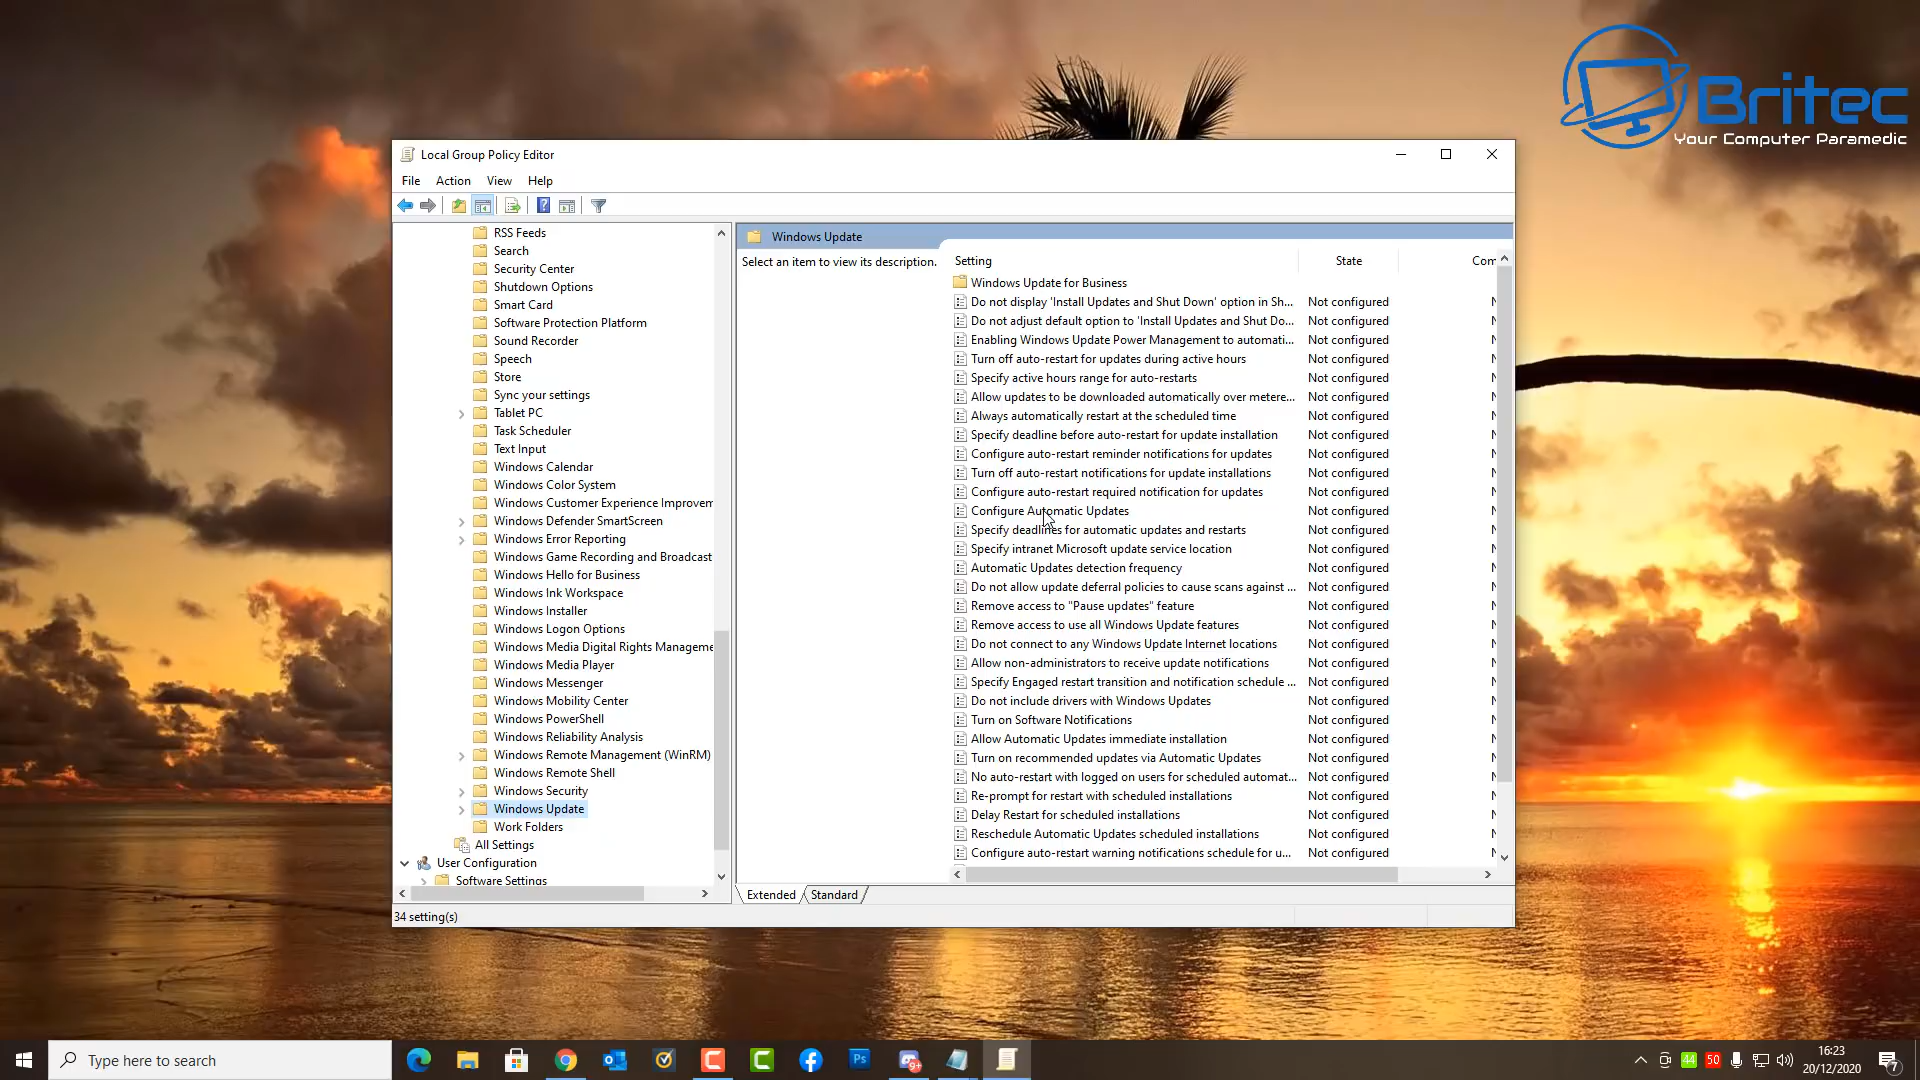 Britec
Your Computer Paramedic
Local Group Policy Editor
File Action View Help
RSS Feeds
Search
Security Center
Shutdown Options
Smart Card
Software Protection Platform
Sound Recorder
Speech
Store
Sync your settings
Tablet PC
Task Scheduler
Text Input
Windows Calendar
Windows Color System
Windows Customer Experience Improvem
Windows Defender SmartScreen
Windows Error Reporting
Windows Game Recording and Broadcast
Windows Hello for Business
Windows Ink Workspace
Windows Installer
Windows Logon Options
Windows Media Digital Rights Manageme
Windows Media Player
Windows Messenger
Windows Mobility Center
Windows PowerShell
Windows Reliability Analysis
Windows Remote Management (WinRM)
Windows Remote Shell
Windows Security
Windows Update
Work Folders
All Settings
User Configuration
Software Settings
Windows Update
Select an item to view its description.
Setting State Com
Windows Update for Business
Do not display 'Install Updates and Shut Down' option in Sh... Not configured
Do not adjust default option to 'Install Updates and Shut Do... Not configured
Enabling Windows Update Power Management to automati... Not configured
Turn off auto-restart for updates during active hours Not configured
Specify active hours range for auto-restarts Not configured
Allow updates to be downloaded automatically over metere... Not configured
Always automatically restart at the scheduled time Not configured
Specify deadline before auto-restart for update installation Not configured
Configure auto-restart reminder notifications for updates Not configured
Turn off auto-restart notifications for update installations Not configured
Configure auto-restart required notification for updates Not configured
Configure Automatic Updates Not configured
Specify deadlines for automatic updates and restarts Not configured
Specify intranet Microsoft update service location Not configured
Automatic Updates detection frequency Not configured
Do not allow update deferral policies to cause scans against ... Not configured
Remove access to "Pause updates" feature Not configured
Remove access to use all Windows Update features Not configured
Do not connect to any Windows Update Internet locations Not configured
Allow non-administrators to receive update notifications Not configured
Specify Engaged restart transition and notification schedule ... Not configured
Do not include drivers with Windows Updates Not configured
Turn on Software Notifications Not configured
Allow Automatic Updates immediate installation Not configured
Turn on recommended updates via Automatic Updates Not configured
No auto-restart with logged on users for scheduled automat... Not configured
Re-prompt for restart with scheduled installations Not configured
Delay Restart for scheduled installations Not configured
Reschedule Automatic Updates scheduled installations Not configured
Configure auto-restart warning notifications schedule for u... Not configured
Extended Standard
34 setting(s)
Type here to search
Ps
9+
44 50
16:23
20/12/2020
7